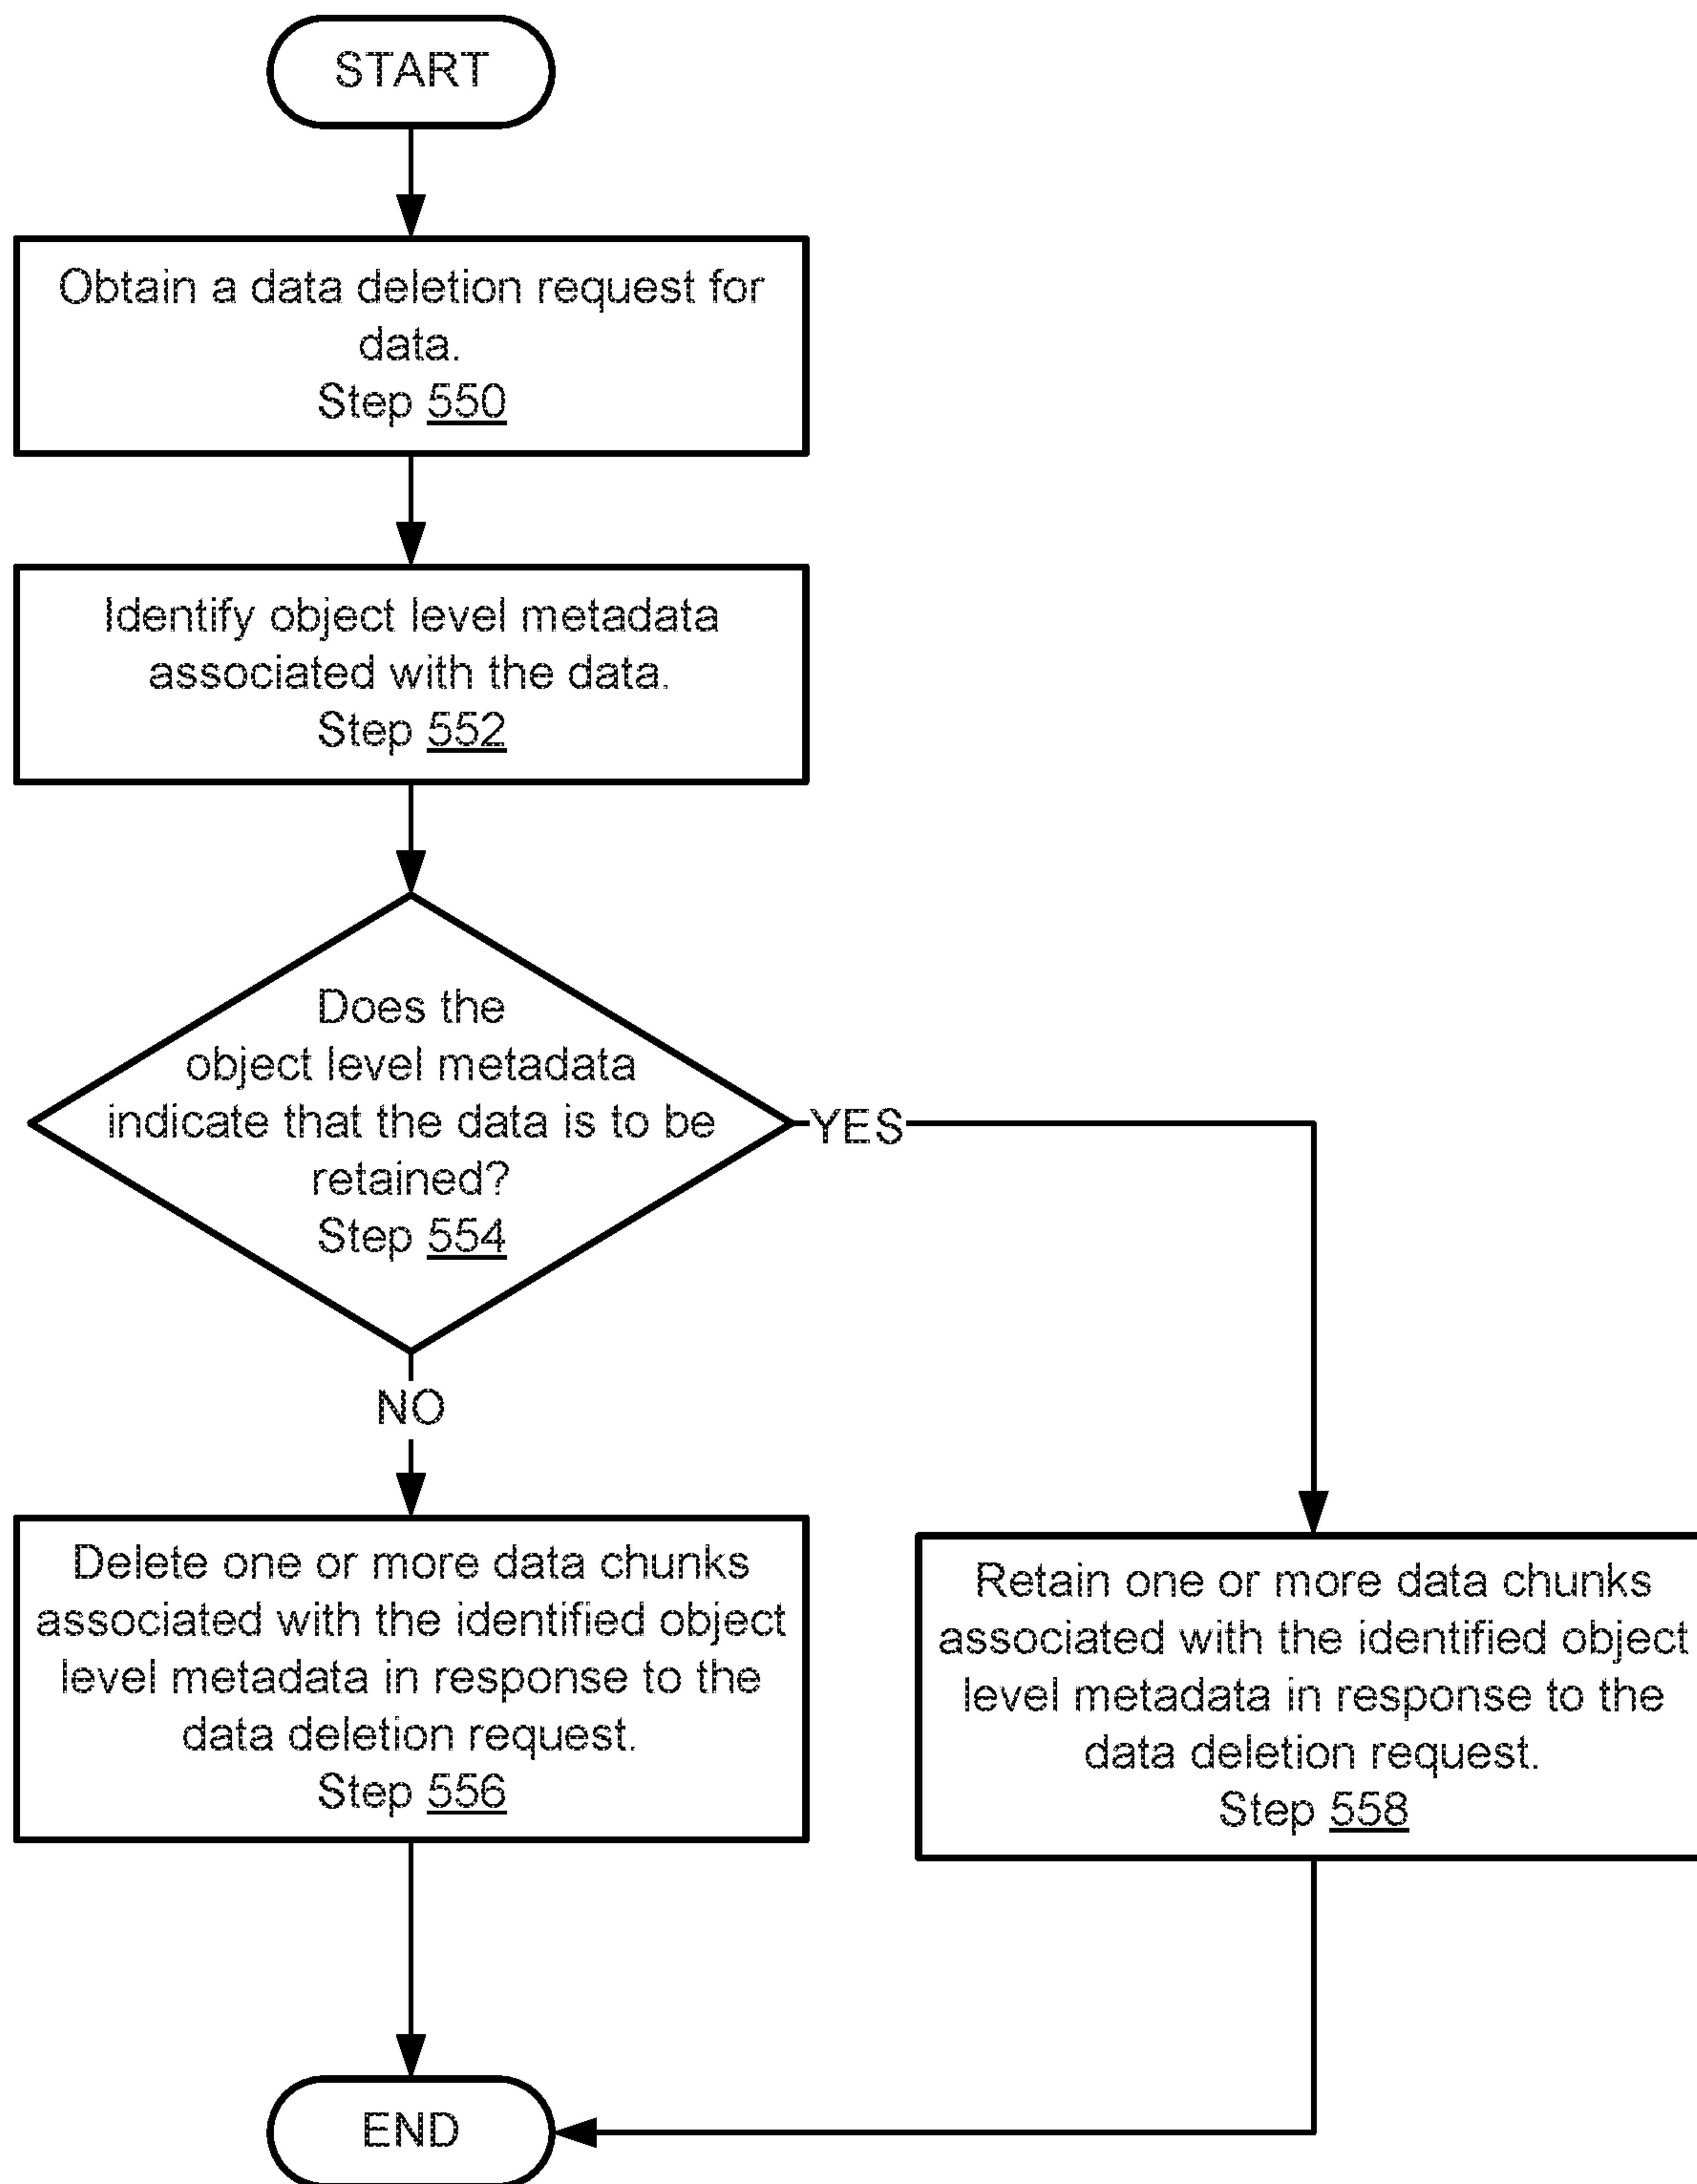 START
Obtain a data deletion request for
data.
Step 550
Identify object level metadata
associated with the data.
Step 552
Does the
object level metadata
indicate that the data is to be
retained?
Step 554
YES
NO
Delete one or more data chunks
associated with the identified object
level metadata in response to the
data deletion request.
Step 556
Retain one or more data chunks
associated with the identified object
level metadata in response to the
data deletion request.
Step 558
END